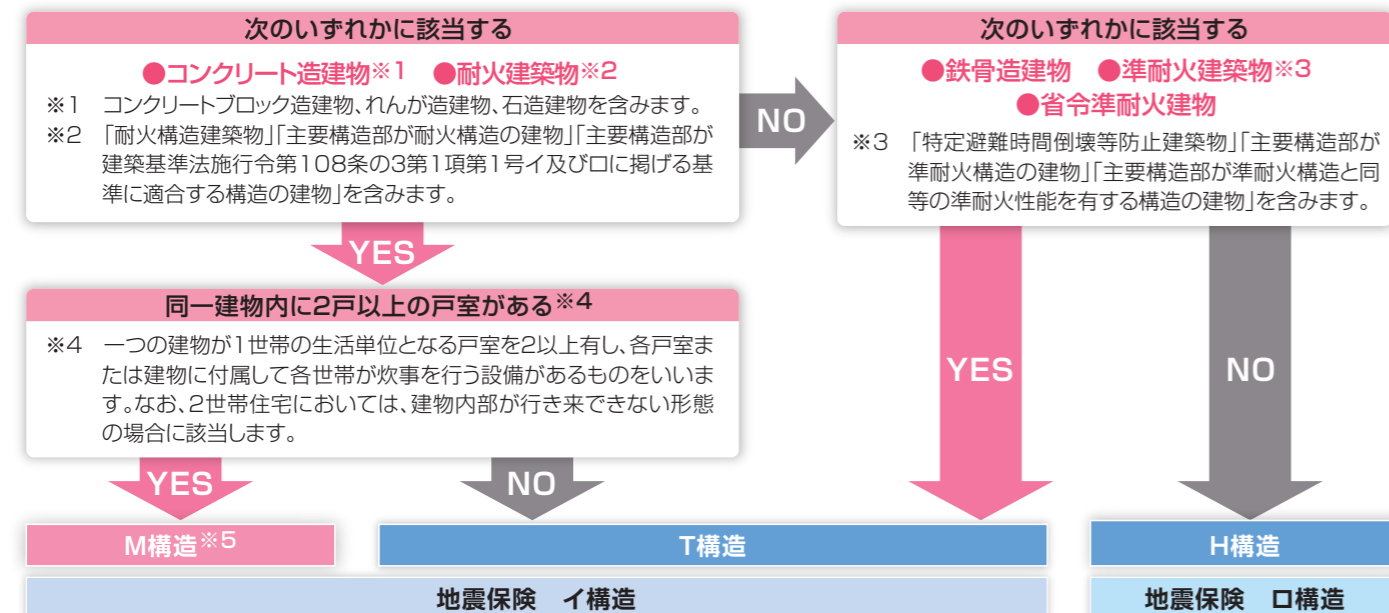 次のいずれかに該当する
●コンクリート造建物※1 ●耐火建築物※2
※1 コンクリートブロック造建物、れんが造建物、石造建物を含みます。
※2 「耐火構造建築物」「主要構造部が耐火構造の建物」「主要構造部が
建築基準法施行令第108条の3第1項第1号イ及びロに掲げる基
準に適合する構造の建物」を含みます。
NO
次のいずれかに該当する
●鉄骨造建物 ●準耐火建築物※3
●省令準耐火建物
※3 「特定避難時間倒壊等防止建築物」「主要構造部が
準耐火構造の建物」「主要構造部が準耐火構造と同
等の準耐火性能を有する構造の建物」を含みます。
YES
同一建物内に2戸以上の戸室がある※4
※4 一つの建物が1世帯の生活単位となる戸室を2以上有し、各戸室ま
たは建物に付属して各世帯が炊事を行う設備があるものをいいま
す。なお、2世帯住宅においては、建物内部が行き来できない形態
の場合に該当します。
YES
NO
YES
NO
M構造※5
T構造
H構造
地震保険 イ構造
地震保険 ロ構造